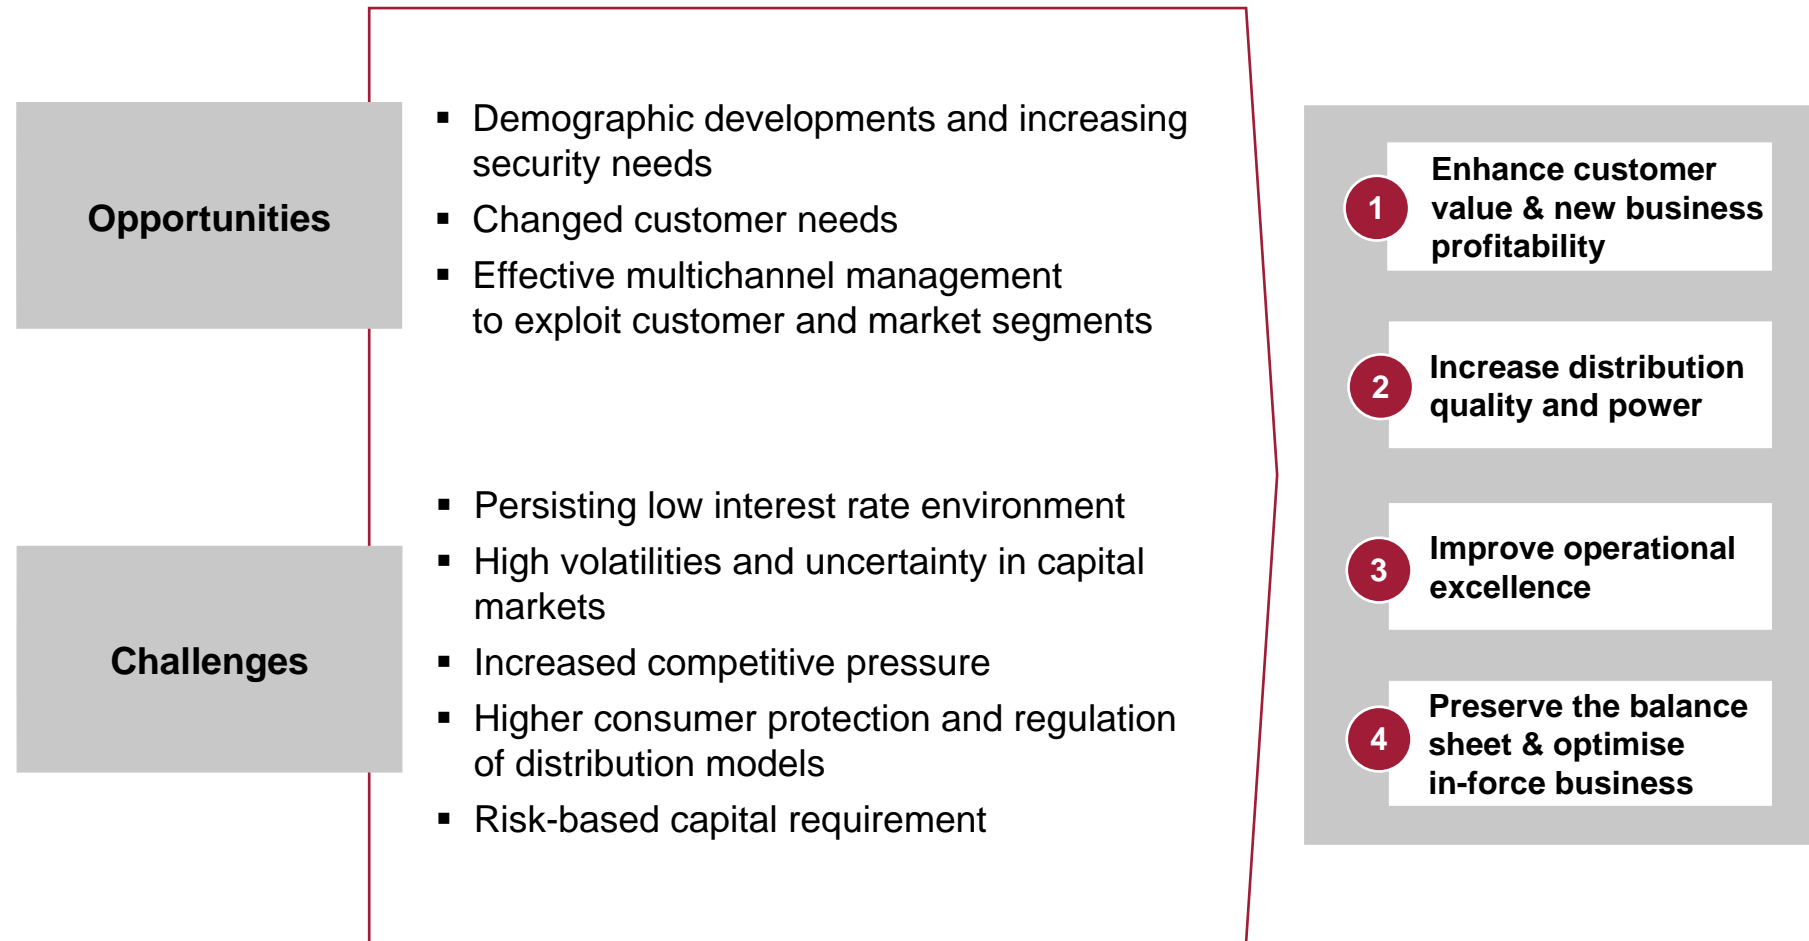 Opportunities
▪ Demographic developments and increasing
security needs
▪ Changed customer needs
▪ Effective multichannel management
to exploit customer and market segments
Challenges
▪ Persisting low interest rate environment
▪ High volatilities and uncertainty in capital
markets
▪ Increased competitive pressure
▪ Higher consumer protection and regulation
of distribution models
▪ Risk-based capital requirement
1
Enhance customer
value & new business
profitability
2
Increase distribution
quality and power
3
Improve operational
excellence
4
Preserve the balance
sheet & optimise
in-force business